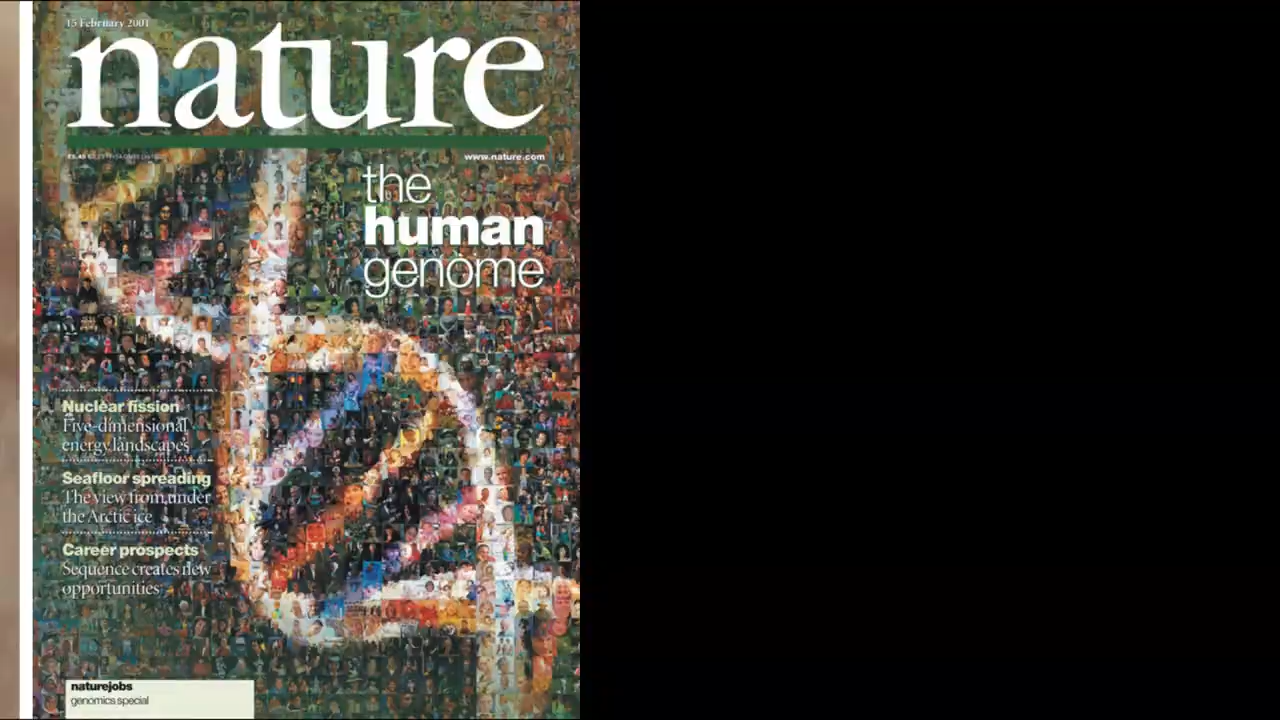 15 February 2001
nature
www.nature.com
the
human
genome
Nuclear fission
Five-dimensional
energy landscapes
Seafloor spreading
The view from under
the Arctic ice
Career prospects
Sequence creates new
opportunities
naturejobs
genomics special